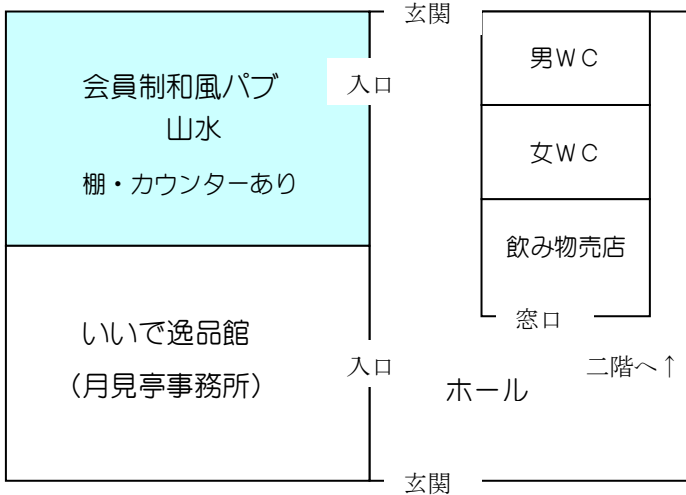 玄関
会員制和風パブ
山水
棚・カウンターあり
入口
男ＷＣ
女ＷＣ
飲み物売店
窓口
いいで逸品館
（月見亭事務所）
入口
ホール
二階へ↑
玄関